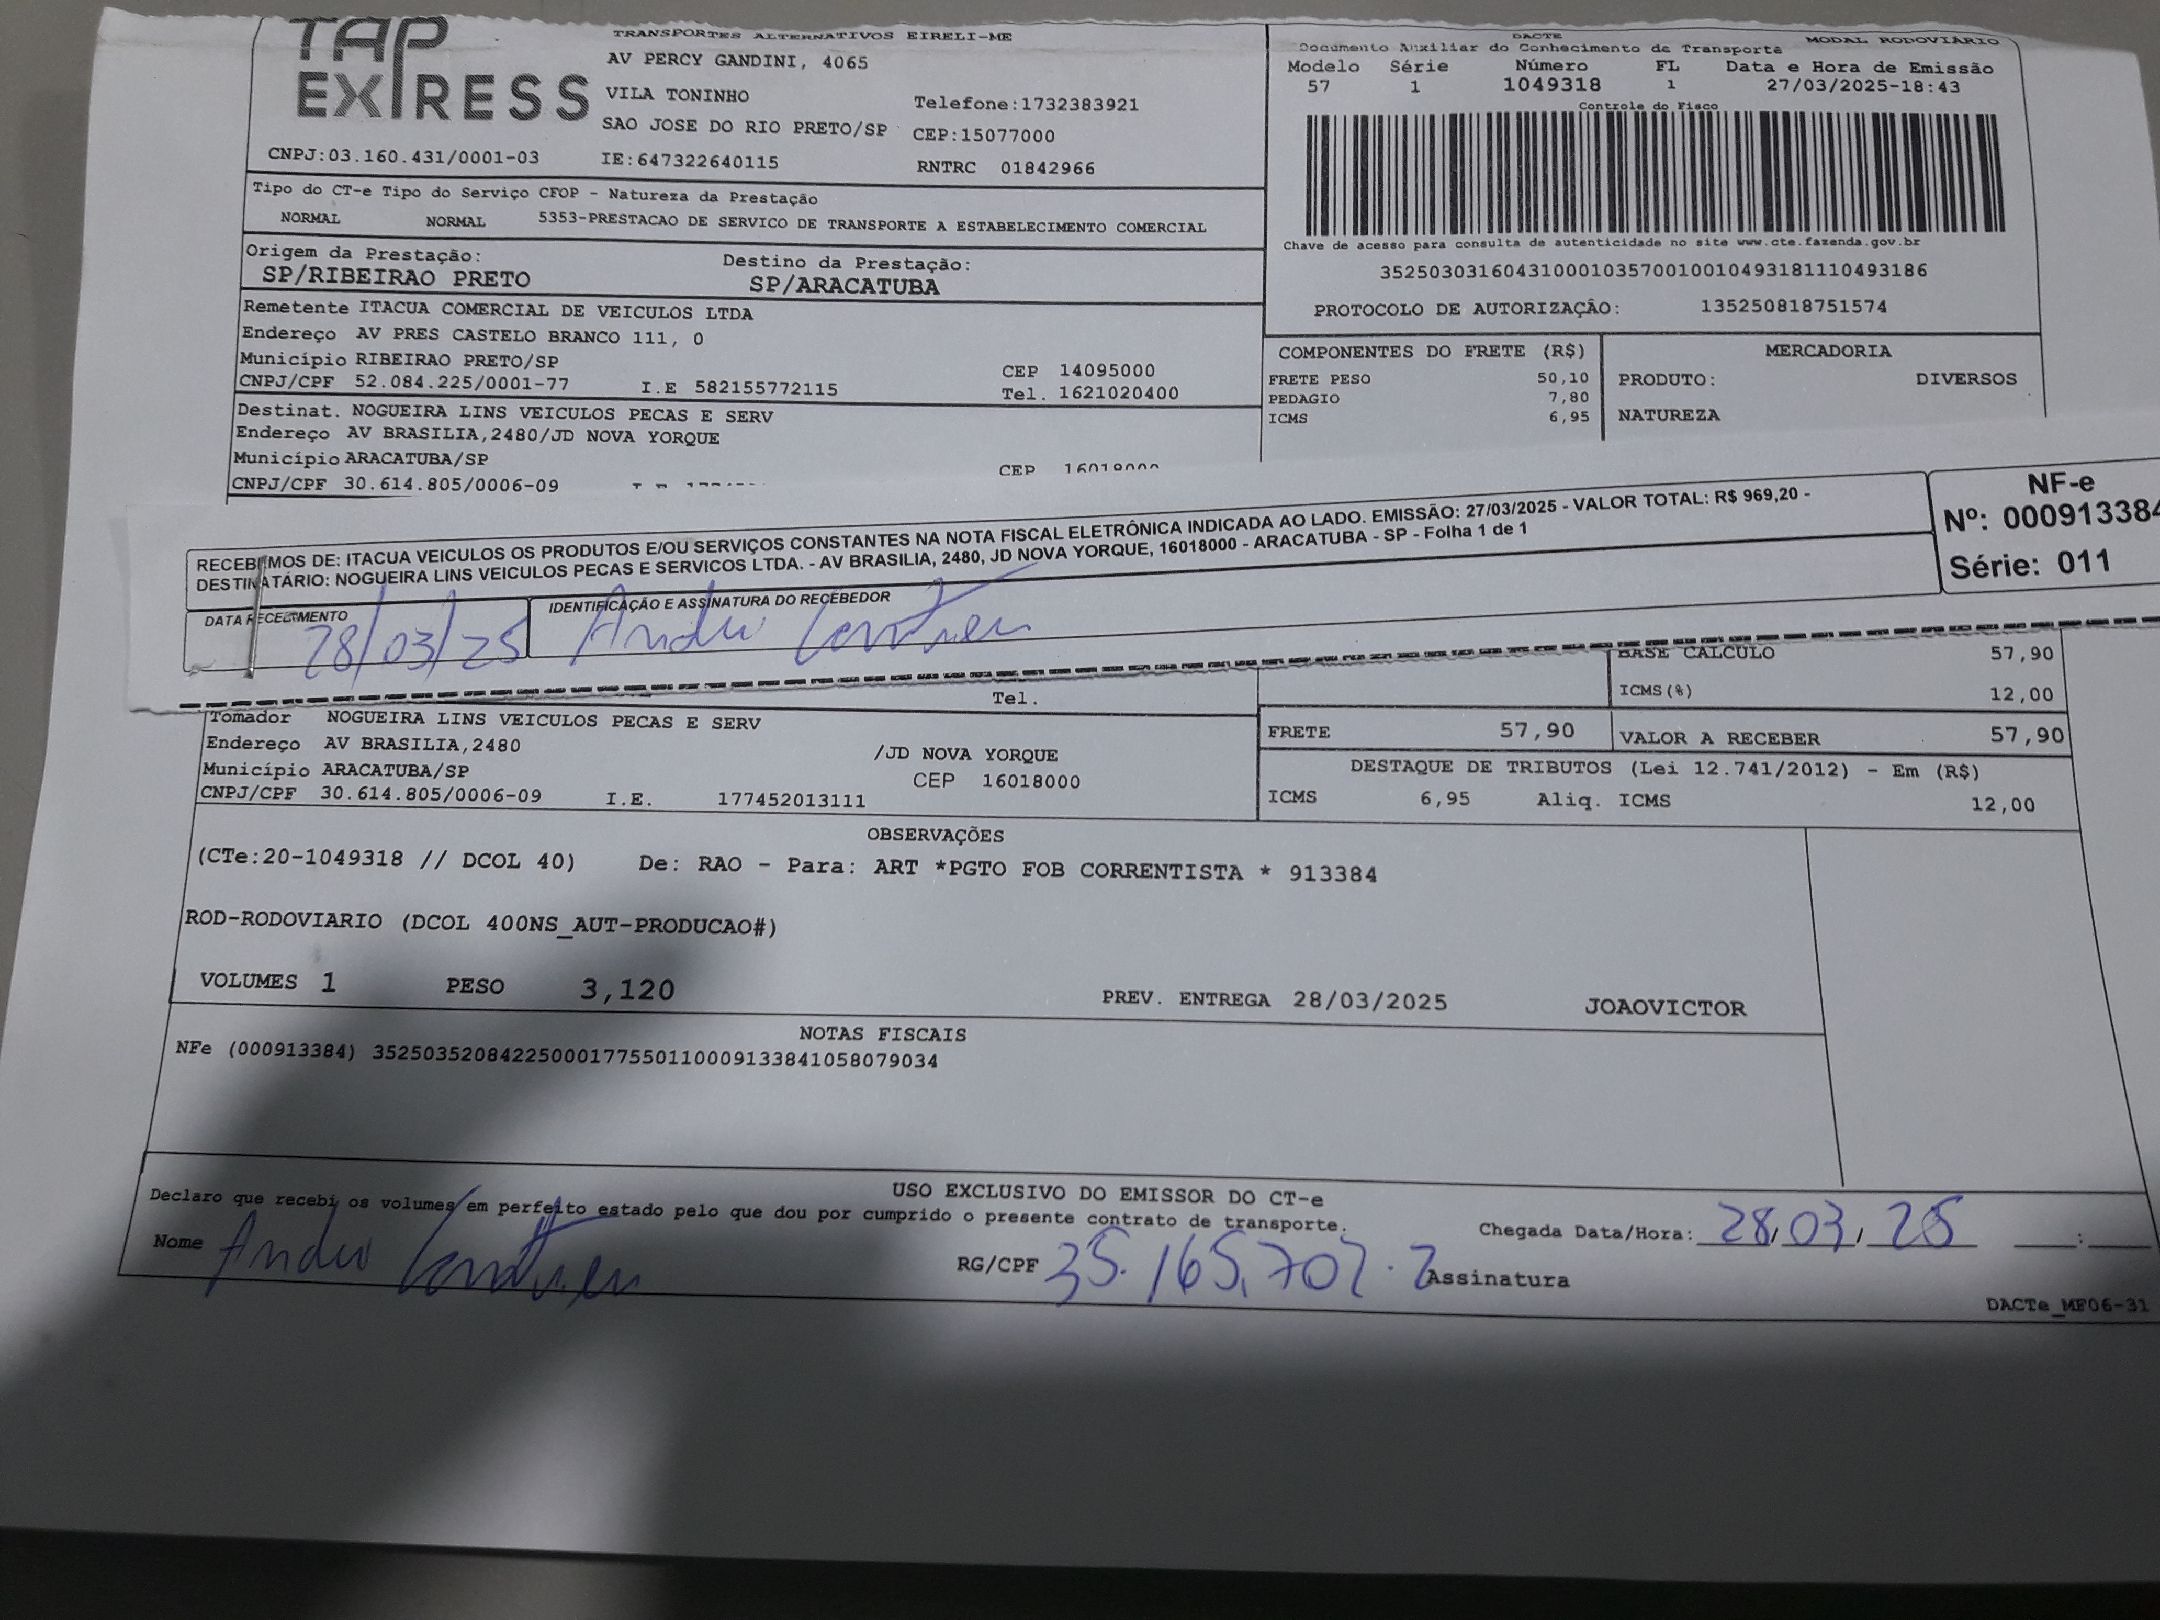 TAP EXPRESS
TRANSPORTES ALTERNATIVOS EIRELI-ME
AV PERCY GANDINI, 4065
VILA TONINHO
Telefone:1732383921
SAO JOSE DO RIO PRETO/SP CEP:15077000
CNPJ:03.160.431/0001-03 IE:647322640115 RNTRC 01842966
DACTE
MODAL RODOVIÁRIO
Documento Auxiliar do Conhecimento de Transporte
Modelo Série Número FL Data e Hora de Emissão
57 1 1049318 1 27/03/2025-18:43
Controle do Fisco
Chave de acesso para consulta de autenticidade no site www.cte.fazenda.gov.br
35250303160431000103570010010493181110493186
PROTOCOLO DE AUTORIZAÇÃO: 135250818751574
Tipo do CT-e Tipo do Serviço CFOP - Natureza da Prestação
NORMAL NORMAL 5353-PRESTACAO DE SERVICO DE TRANSPORTE A ESTABELECIMENTO COMERCIAL
Origem da Prestação: Destino da Prestação:
SP/RIBEIRAO PRETO SP/ARACATUBA
Remetente ITACUA COMERCIAL DE VEICULOS LTDA
Endereço AV PRES CASTELO BRANCO 111, 0
Município RIBEIRAO PRETO/SP CEP 14095000
CNPJ/CPF 52.084.225/0001-77 I.E 582155772115 Tel. 1621020400
Destinat. NOGUEIRA LINS VEICULOS PECAS E SERV
Endereço AV BRASILIA,2480/JD NOVA YORQUE
Município ARACATUBA/SP CEP 16018000
CNPJ/CPF 30.614.805/0006-09
COMPONENTES DO FRETE (R$) MERCADORIA
FRETE PESO 50,10 PRODUTO: DIVERSOS
PEDAGIO 7,80
ICMS 6,95 NATUREZA
RECEBEMOS DE: ITACUA VEICULOS OS PRODUTOS E/OU SERVIÇOS CONSTANTES NA NOTA FISCAL ELETRÔNICA INDICADA AO LADO. EMISSÃO: 27/03/2025 - VALOR TOTAL: R$ 969,20 -
DESTINATÁRIO: NOGUEIRA LINS VEICULOS PECAS E SERVICOS LTDA. - AV BRASILIA, 2480, JD NOVA YORQUE, 16018000 - ARACATUBA - SP - Folha 1 de 1
NF-e
Nº: 000913384
Série: 011
DATA RECEBIMENTO IDENTIFICAÇÃO E ASSINATURA DO RECEBEDOR
28/03/25
Tel.
BASE CALCULO 57,90
ICMS(%) 12,00
Tomador NOGUEIRA LINS VEICULOS PECAS E SERV
Endereço AV BRASILIA,2480 /JD NOVA YORQUE
Município ARACATUBA/SP CEP 16018000
CNPJ/CPF 30.614.805/0006-09 I.E. 177452013111
FRETE 57,90 VALOR A RECEBER 57,90
DESTAQUE DE TRIBUTOS (Lei 12.741/2012) - Em (R$)
ICMS 6,95 Aliq. ICMS 12,00
OBSERVAÇÕES
(CTe:20-1049318 // DCOL 40) De: RAO - Para: ART *PGTO FOB CORRENTISTA * 913384
ROD-RODOVIARIO (DCOL 400NS_AUT-PRODUCAO#)
VOLUMES 1 PESO 3,120 PREV. ENTREGA 28/03/2025 JOAOVICTOR
NOTAS FISCAIS
NFe (000913384) 35250352084225000177550110009133841058079034
USO EXCLUSIVO DO EMISSOR DO CT-e
Declaro que recebi os volumes em perfeito estado pelo que dou por cumprido o presente contrato de transporte.
Chegada Data/Hora: 28/03/25 :
Nome RG/CPF 35.165.707.7 Assinatura
DACTe_MF06-31